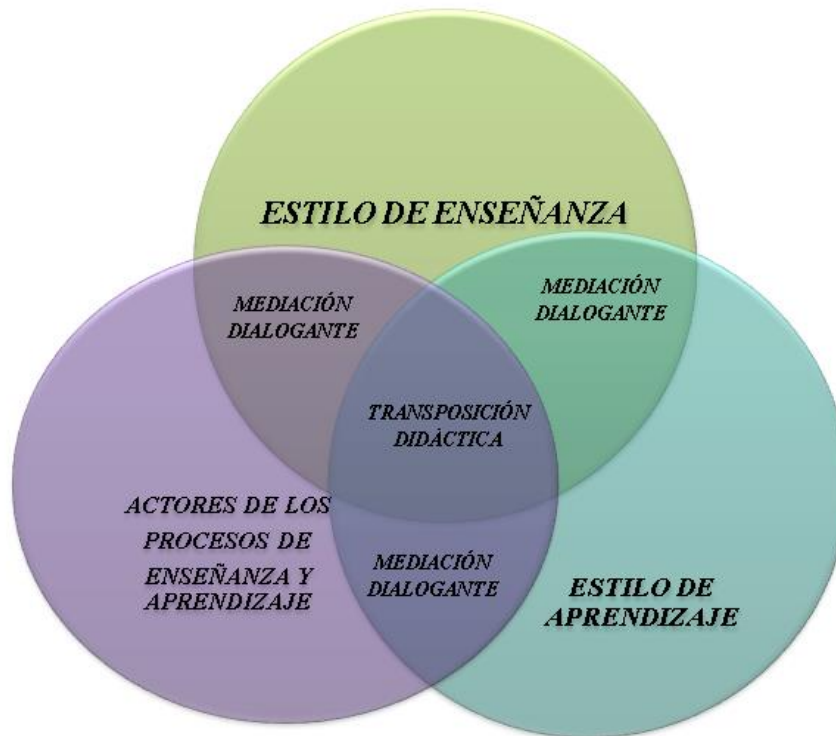 ESTILO DE ENSEÑANZA
MEDIACIÓN
DIALOGANTE
MEDIACIÓN
DIALOGANTE
TRANSPOSICIÓN
DIDÀCTICA
ACTORES DE LOS
PROCESOS DE
ENSEÑANZA Y
APRENDIZAJE
MEDIACIÓN
DIALOGANTE
ESTILO DE
APRENDIZAJE